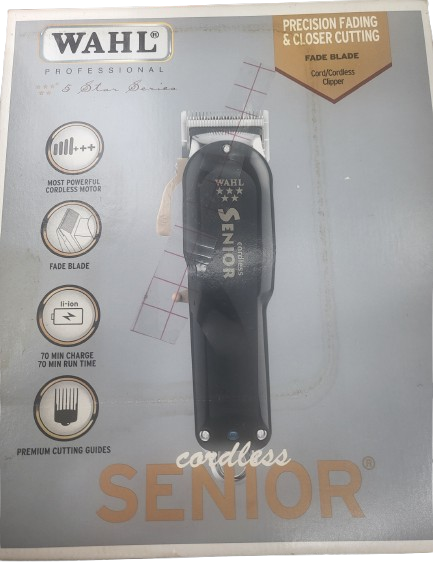 WAHL®
PROFESSIONAL
5 Star Series
PRECISION FADING
& CLOSER CUTTING
FADE BLADE
Cord/Cordless
Clipper
MOST POWERFUL
CORDLESS MOTOR
FADE BLADE
li-ion
70 MIN CHARGE
70 MIN RUN TIME
PREMIUM CUTTING GUIDES
WAHL
cordless
SENIOR
cordless
SENIOR®